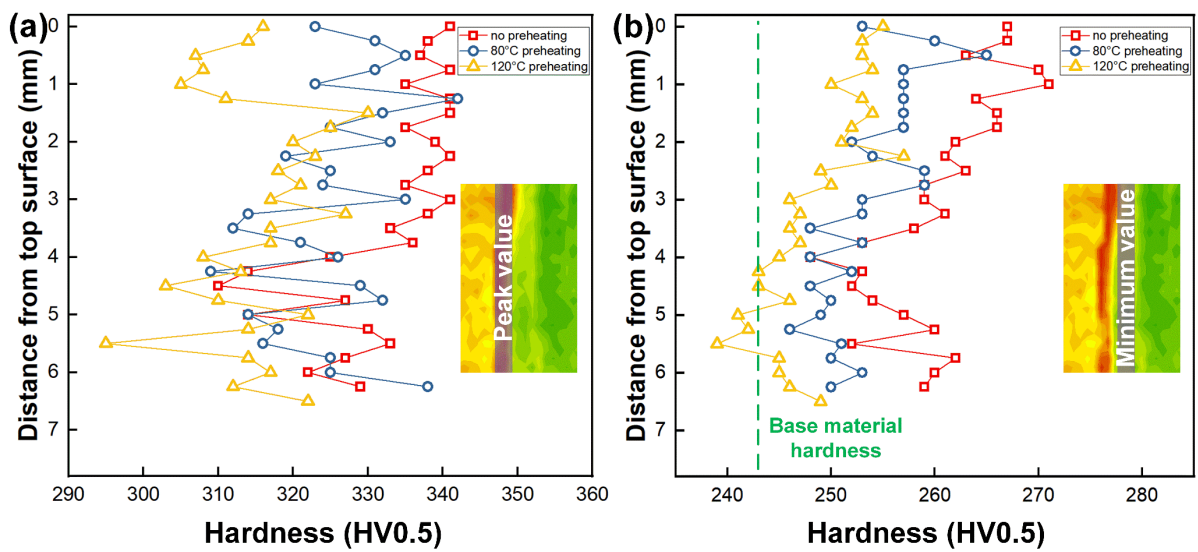 (a)
no preheating
80°C preheating
120°C preheating
0
1
2
3
4
5
6
7
Distance from top surface (mm)
Peak value
290
300
310
320
330
340
350
360
Hardness (HV0.5)
(b)
no preheating
80°C preheating
120°C preheating
0
1
2
3
4
5
6
7
Distance from top surface (mm)
Minimum value
Base material
hardness
240
250
260
270
280
Hardness (HV0.5)